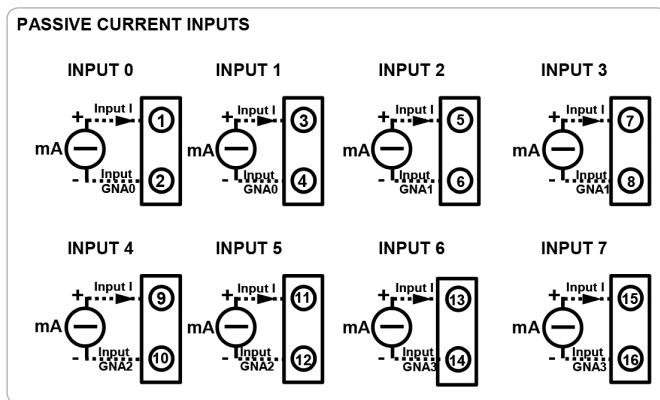 PASSIVE CURRENT INPUTS
INPUT 0
INPUT 1
INPUT 2
INPUT 3
+ Input I 1
+ Input I 3
+ Input I 5
+ Input I 7
mA
mA
mA
mA
- Input GNA0 2
- Input GNA0 4
- Input GNA1 6
- Input GNA1 8
INPUT 4
INPUT 5
INPUT 6
INPUT 7
+ Input I 9
+ Input I 11
+ Input I 13
+ Input I 15
mA
mA
mA
mA
- Input GNA2 10
- Input GNA2 12
- Input GNA3 14
- Input GNA3 16